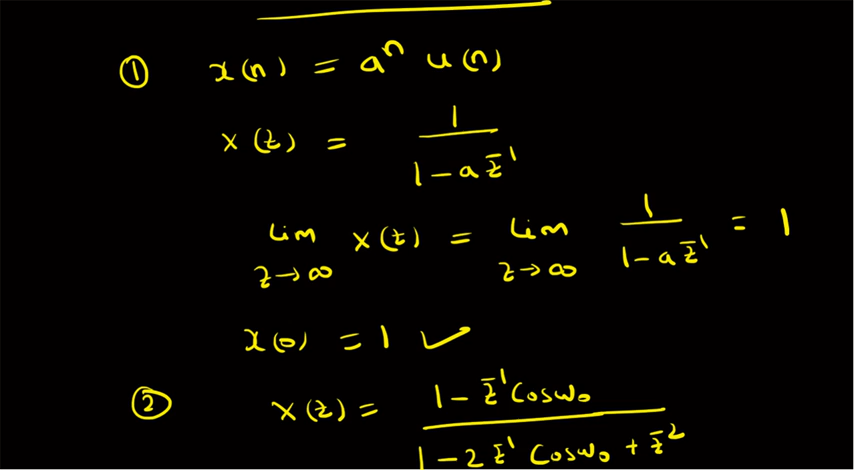 ① x(n) = aⁿ u(n)
X(z) = 1 / (1 - a z⁻¹)
Lim z→∞ X(z) = Lim z→∞ 1 / (1 - a z⁻¹) = 1
x(0) = 1 ✓
② X(z) = (1 - z⁻¹ Cosω₀) / (1 - 2 z⁻¹ Cosω₀ + z⁻²)